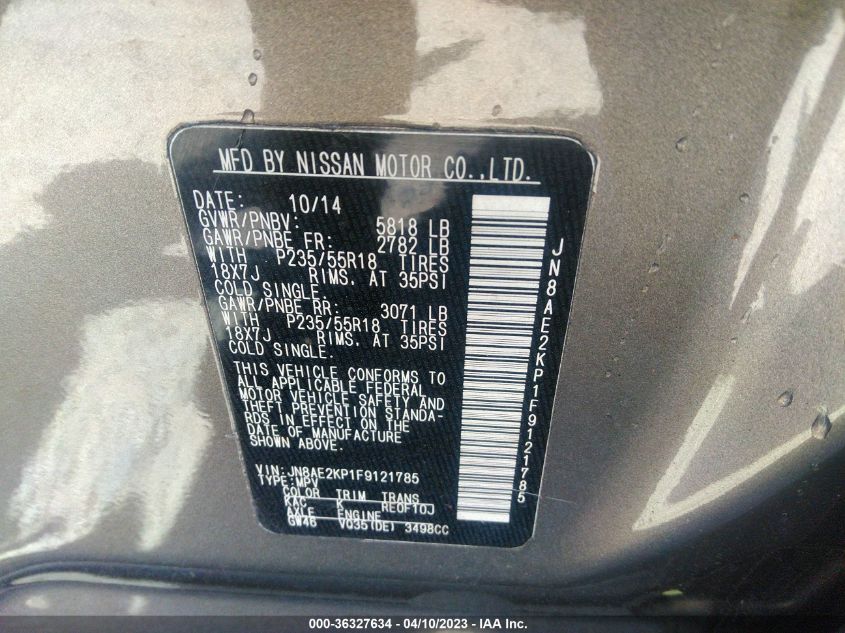 MFD BY NISSAN MOTOR CO.,LTD.
DATE: 10/14
GVWR/PNBV: 5818 LB
GAWR/PNBE FR: 2782 LB
WITH P235/55R18 TIRES
18X7J RIMS. AT 35PSI
COLD SINGLE.
GAWR/PNBE RR: 3071 LB
WITH P235/55R18 TIRES
18X7J RIMS. AT 35PSI
COLD SINGLE.
THIS VEHICLE CONFORMS TO
ALL APPLICABLE FEDERAL
MOTOR VEHICLE SAFETY AND
THEFT PREVENTION STANDA-
RDS IN EFFECT ON THE
DATE OF MANUFACTURE
SHOWN ABOVE.
VIN:JN8AE2KP1F9121785
TYPE:MPV
COLOR TRIM TRANS
KAC K RE0F10J
AXLE ENGINE
GW46 VQ35(DE) 3498CC
JN8AE2KP1F9121785
000-36327634 - 04/10/2023 - IAA Inc.